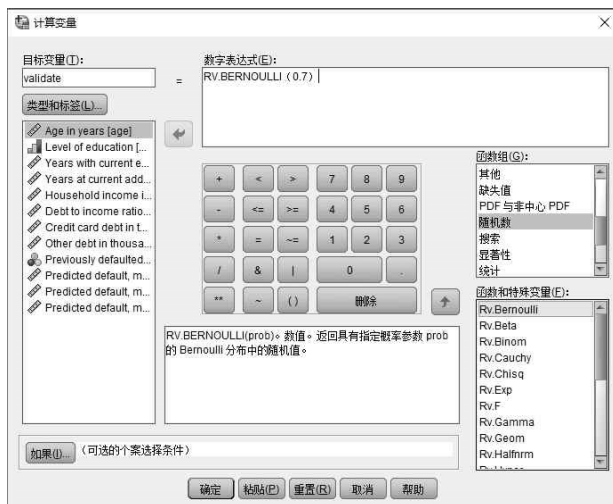 计算变量
目标变量(T):
validate
=
数字表达式(E):
RV.BERNOULLI（0.7）
类型和标签(L)...
Age in years [age]
Level of education [...
Years with current e...
Years at current add...
Household income i...
Debt to income ratio...
Credit card debt in t...
Other debt in thousa...
Previously defaulted...
Predicted default, m...
Predicted default, m...
Predicted default, m...
+ < > 7 8 9
- <= >= 4 5 6
* = ~= 1 2 3
/ & | 0 .
** ~ () 删除
函数组(G):
其他
缺失值
PDF 与非中心 PDF
随机数
搜索
显著性
统计
函数和特殊变量(F):
Rv.Bernoulli
Rv.Beta
Rv.Binom
Rv.Cauchy
Rv.Chisq
Rv.Exp
Rv.F
Rv.Gamma
Rv.Geom
Rv.Halfnrm
RV.BERNOULLI(prob)。数值。返回具有指定概率参数 prob
的 Bernoulli 分布中的随机值。
如果(I)... （可选的个案选择条件）
确定 粘贴(P) 重置(R) 取消 帮助